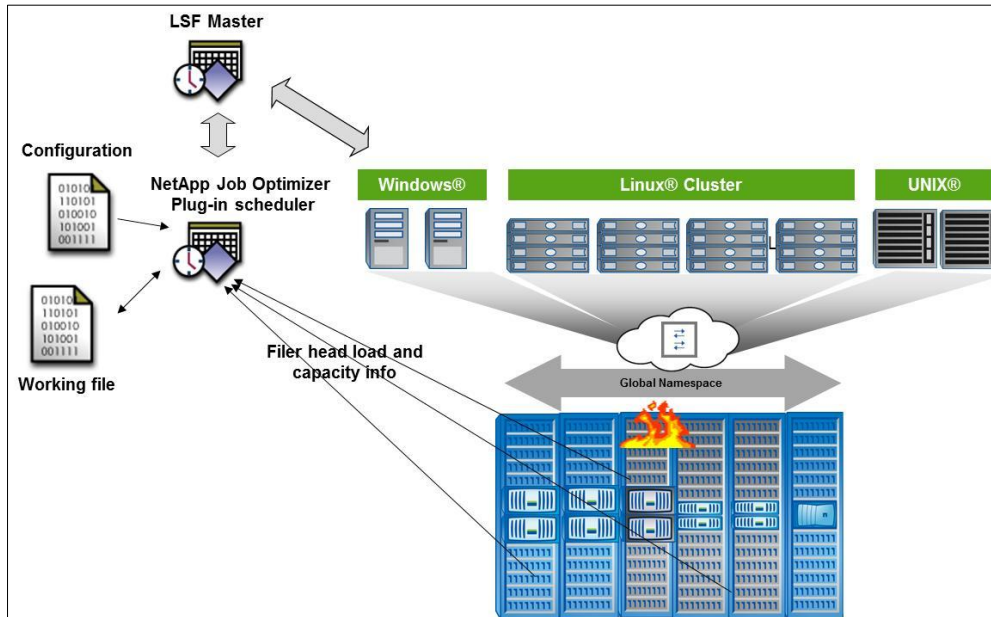 LSF Master
Configuration
01010
110101
010010
101001
001111
NetApp Job Optimizer
Plug-in scheduler
Windows®
Linux® Cluster
UNIX®
01010
110101
010010
101001
001111
Working file
Filer head load and
capacity info
Global Namespace